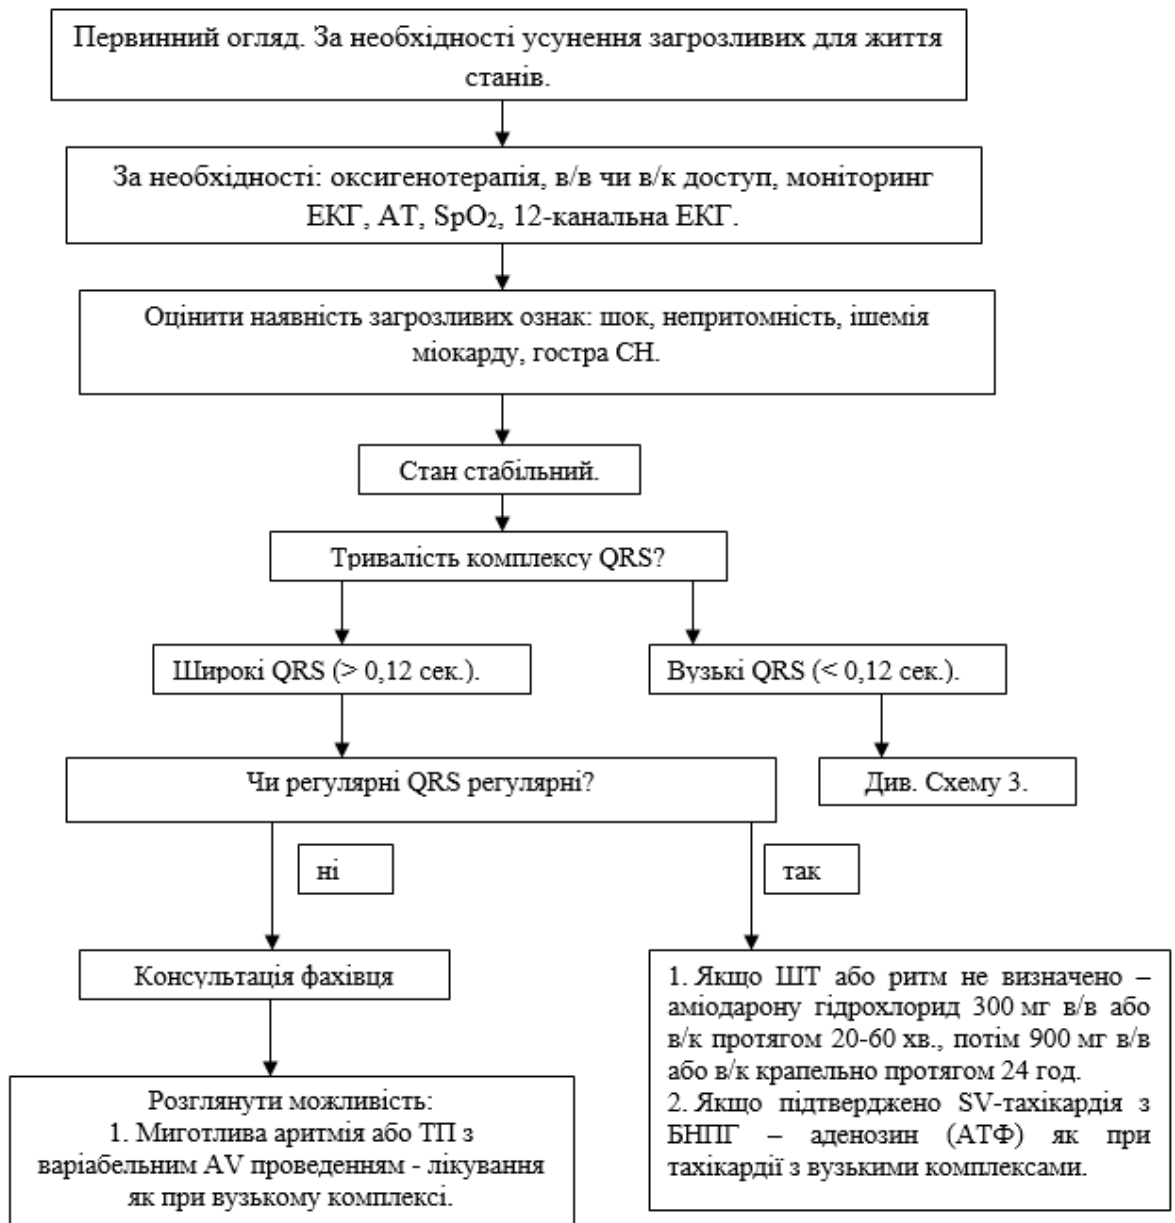 Первинний огляд. За необхідності усунення загрозливих для життя
станів.
За необхідності: оксигенотерапія, в/в чи в/к доступ, моніторинг
ЕКГ, АТ, SpO₂, 12-канальна ЕКГ.
Оцінити наявність загрозливих ознак: шок, непритомність, ішемія
міокарду, гостра СН.
Стан стабільний.
Тривалість комплексу QRS?
Широкі QRS (> 0,12 сек.).
Вузькі QRS (< 0,12 сек.).
Чи регулярні QRS регулярні?
Див. Схему 3.
ні
так
Консультація фахівця
Розглянути можливість:
1. Миготлива аритмія або ТП з
варіабельним AV проведенням - лікування
як при вузькому комплексі.
1. Якщо ШТ або ритм не визначено –
аміодарону гідрохлорид 300 мг в/в або
в/к протягом 20-60 хв., потім 900 мг в/в
або в/к крапельно протягом 24 год.
2. Якщо підтверджено SV-тахікардія з
БНПГ – аденозин (АТФ) як при
тахікардії з вузькими комплексами.